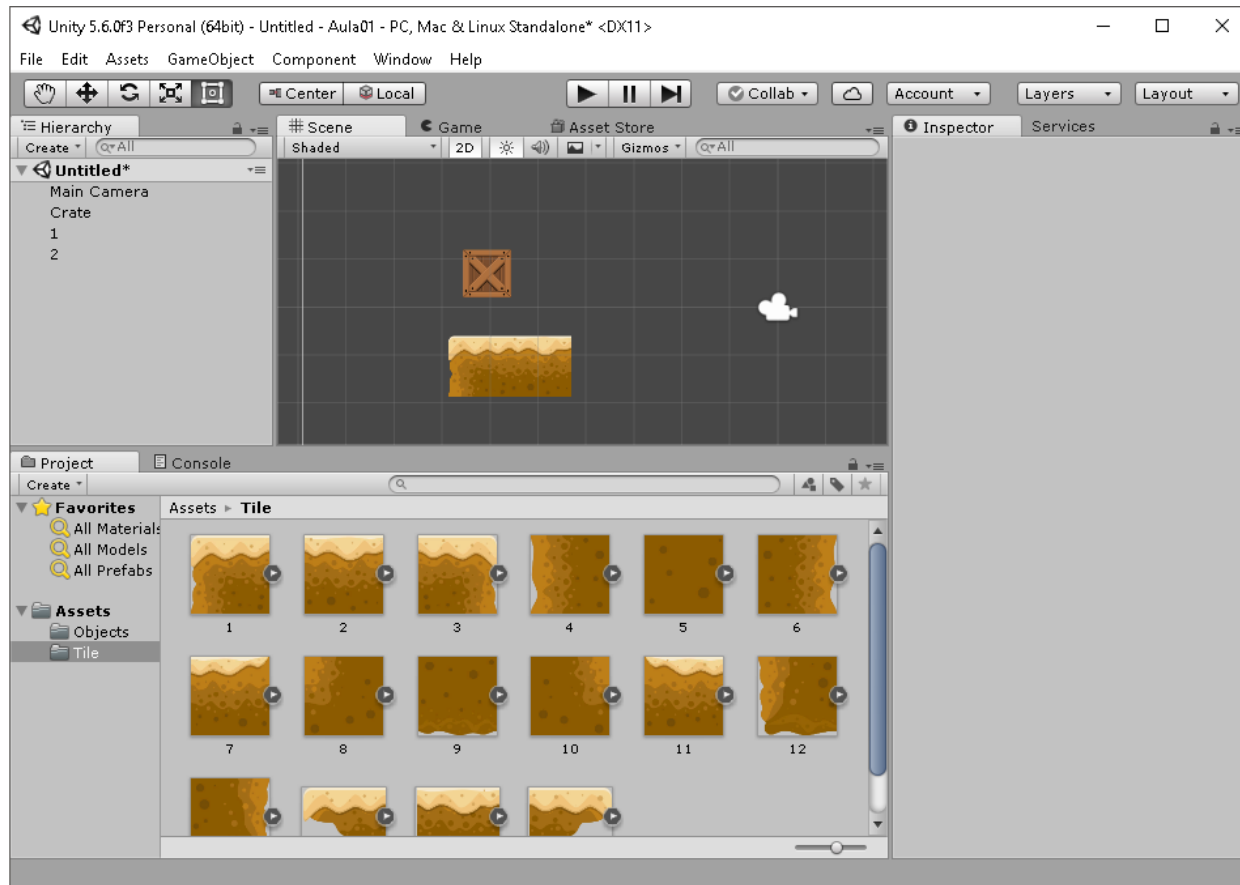 Unity 5.6.0f3 Personal (64bit) - Untitled - Aula01 - PC, Mac & Linux Standalone* <DX11>
File Edit Assets GameObject Component Window Help
Center Local Collab Account Layers Layout
Hierarchy
Create All
Untitled*
Main Camera
Crate
1
2
Scene Game Asset Store
Shaded 2D Gizmos All
Inspector Services
Project Console
Create
Favorites
All Materials
All Models
All Prefabs
Assets
Objects
Tile
Assets ▸ Tile
1 2 3 4 5 6
7 8 9 10 11 12